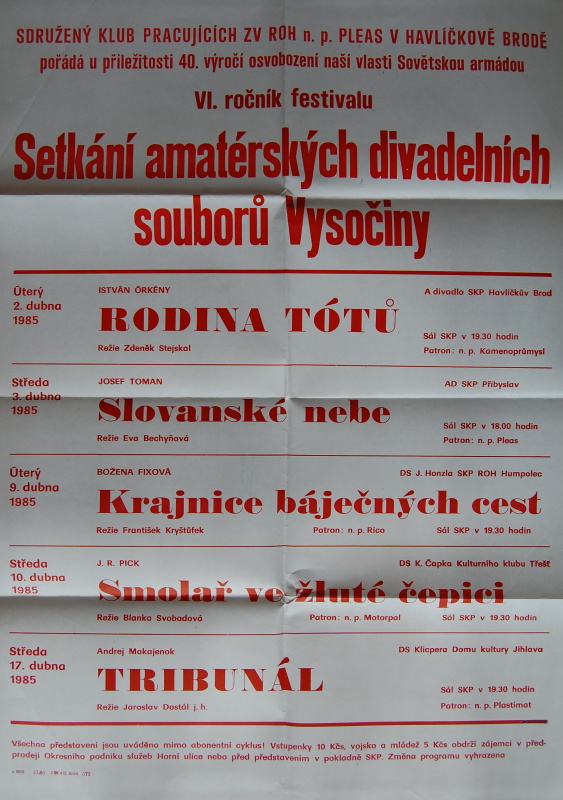 SDRUŽENÝ KLUB PRACUJÍCÍCH ZV ROH n. p. PLEAS V HAVLÍČKOVĚ BRODĚ
pořádá u příležitosti 40. výročí osvobození naší vlasti Sovětskou armádou
VI. ročník festivalu
Setkání amatérských divadelních
souborů Vysočiny
Úterý
2. dubna
1985
ISTVÁN ÖRKÉNY
A divadlo SKP Havlíčkův Brod
RODINA TÓTŮ
Sál SKP v 19.30 hodin
Režie Zdeněk Stejskal
Patron: n. p. Kamenoprůmysl
Středa
3. dubna
1985
JOSEF TOMAN
AD SKP Přibyslav
Slovanské nebe
Sál SKP v 18.00 hodin
Režie Eva Bechyňová
Patron: n. p. Pleas
Úterý
9. dubna
1985
BOŽENA FIXOVÁ
DS J. Honzla SKP ROH Humpolec
Krajnice báječných cest
Režie František Kryštůfek
Patron: n. p. Rico
Sál SKP v 19.30 hodin
Středa
10. dubna
1985
J. R. PICK
DS K. Čapka Kulturního klubu Třešť
Smolař ve žluté čepici
Režie Blanka Svobodová
Patron: n. p. Motorpal
Sál SKP v 19.30 hodin
Středa
17. dubna
1985
Andrej Makajenok
DS Klicpera Domu kultury Jihlava
TRIBUNÁL
Sál SKP v 19.30 hodin
Režie Jaroslav Dostál j. h.
Patron: n. p. Plastimat
Všechna představení jsou uváděna mimo abonentní cyklus! Vstupenky 10 Kčs, vojsko a mládež 5 Kčs obdrží zájemci v před-
prodeji Okresního podniku služeb Horní ulice nebo před představením v pokladně SKP. Změna programu vyhrazena